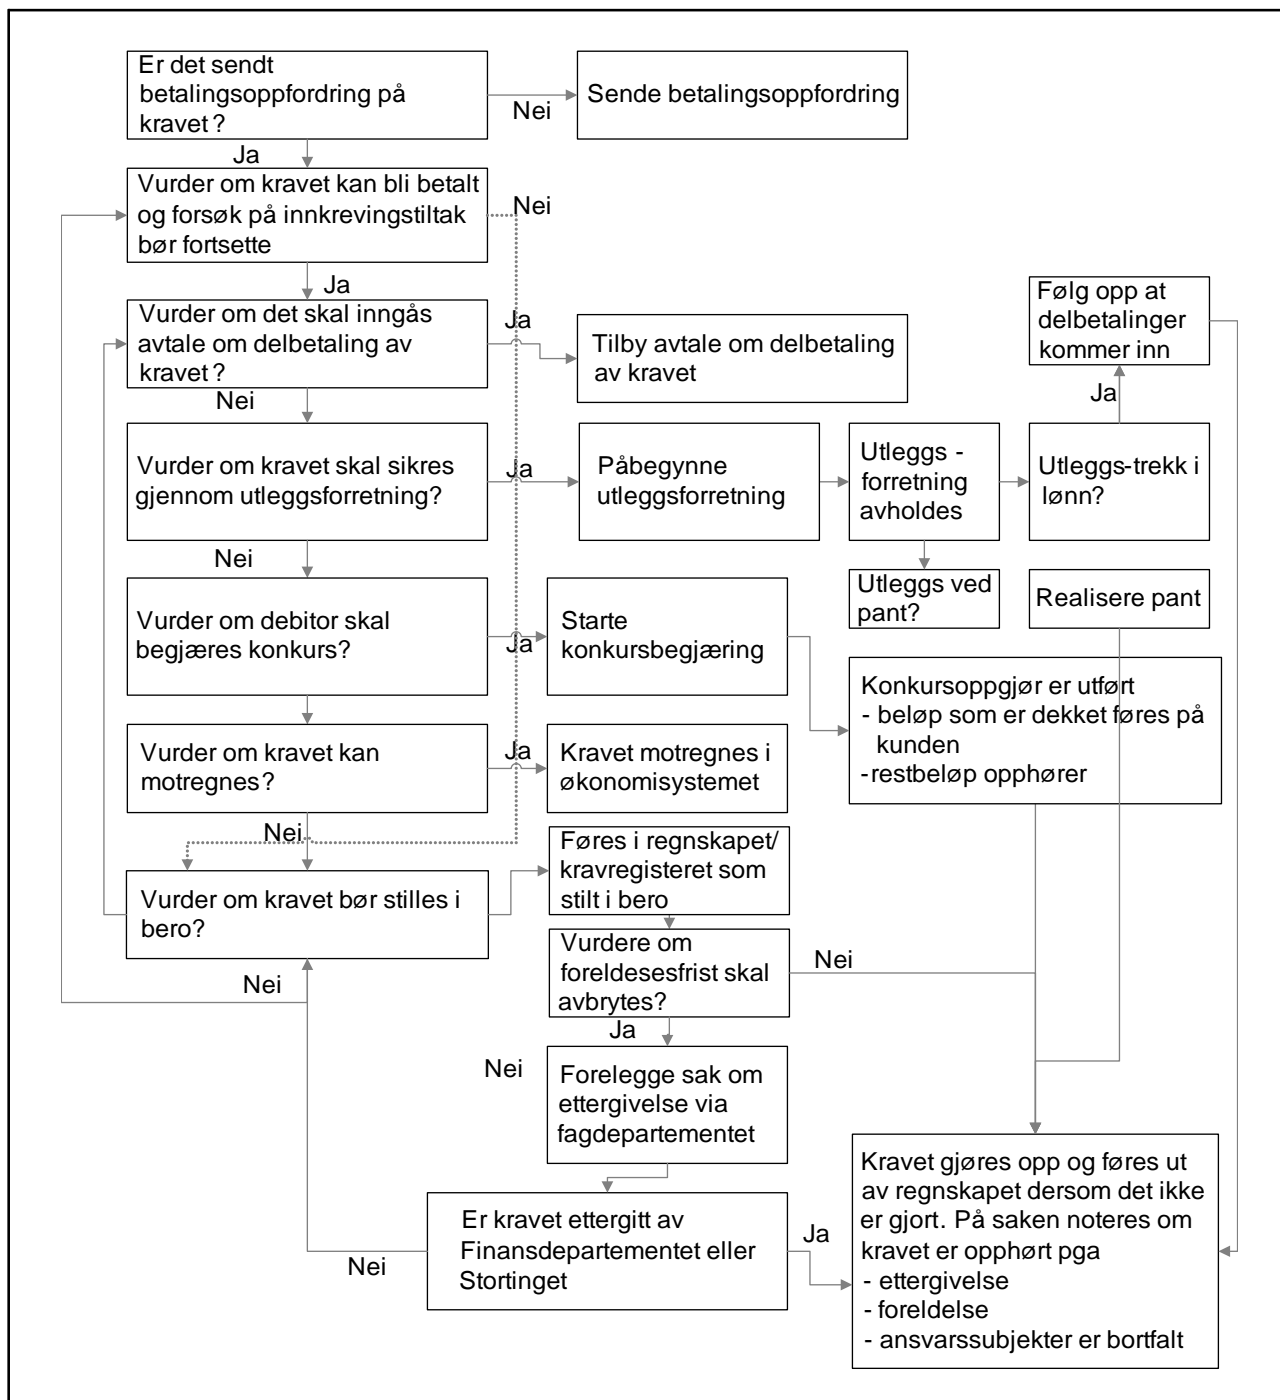 Er det sendt
betalingsoppfordring på
kravet?
Nei
Sende betalingsoppfordring
Ja
Vurder om kravet kan bli betalt
og forsøk på innkrevingstiltak
bør fortsette
Nei
Ja
Vurder om det skal inngås
avtale om delbetaling av
kravet?
Ja
Tilby avtale om delbetaling
av kravet
Følg opp at
delbetalinger
kommer inn
Nei
Ja
Vurder om kravet skal sikres
gjennom utleggsforretning?
Ja
Påbegynne
utleggsforretning
Utleggs -
forretning
avholdes
Utleggs-trekk i
lønn?
Nei
Utleggs ved
pant?
Realisere pant
Vurder om debitor skal
begjæres konkurs?
Ja
Starte
konkursbegjæring
Konkursoppgjør er utført
- beløp som er dekket føres på
kunden
-restbeløp opphører
Vurder om kravet kan
motregnes?
Ja
Kravet motregnes i
økonomisystemet
Nei
Føres i regnskapet/
kravregisteret som
stilt i bero
Vurder om kravet bør stilles i
bero?
Nei
Vurdere om
foreldesesfrist skal
avbrytes?
Nei
Ja
Nei
Forelegge sak om
ettergivelse via
fagdepartementet
Er kravet ettergitt av
Finansdepartementet eller
Stortinget
Nei
Ja
Kravet gjøres opp og føres ut
av regnskapet dersom det ikke
er gjort. På saken noteres om
kravet er opphørt pga
- ettergivelse
- foreldelse
- ansvarssubjekter er bortfalt